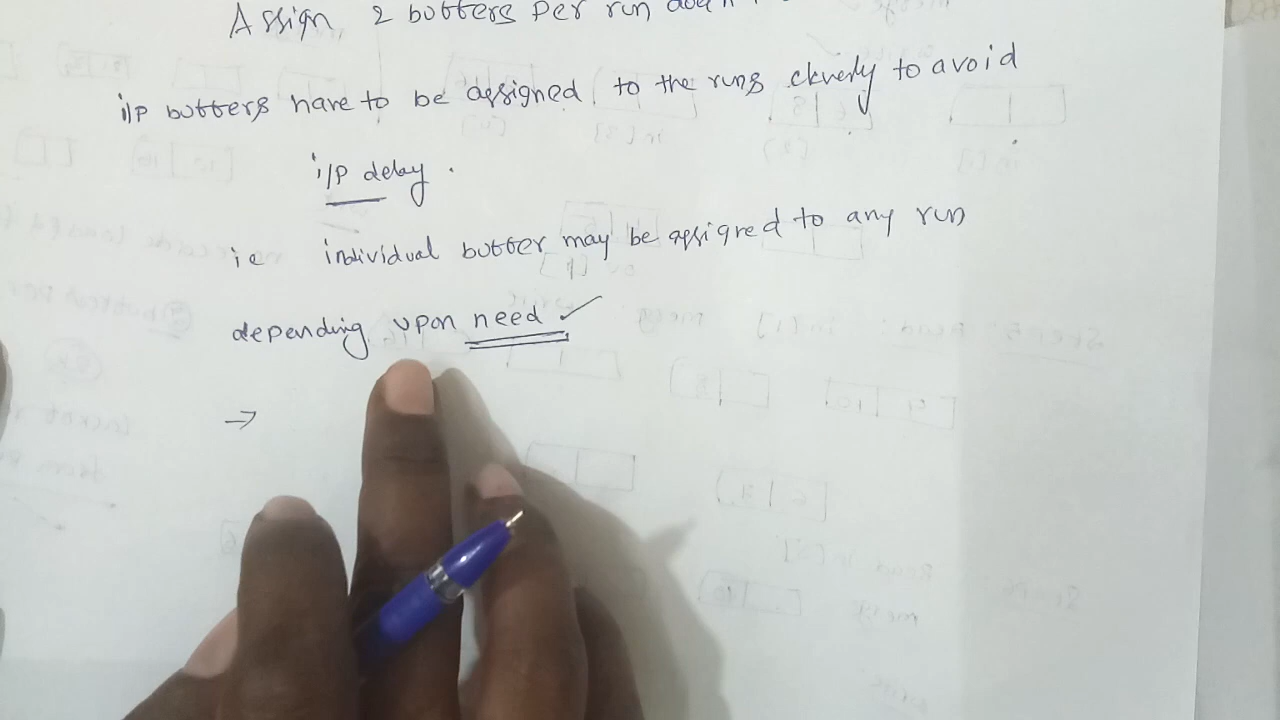 Assign 2 buffers per run
i/p buffers have to be assigned to the runs cleverly to avoid
i/p delay.
ie individual buffer may be assigned to any run
depending upon need ✓
→